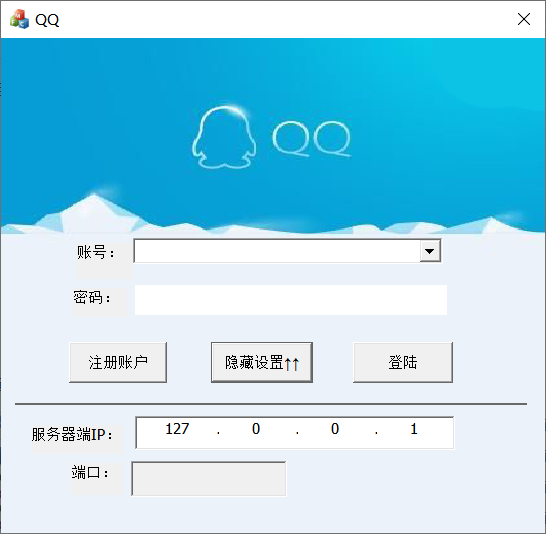 QQ
QQ
账号：
密码：
注册账户
隐藏设置↑↑
登陆
服务器端IP：
127 . 0 . 0 . 1
端口：